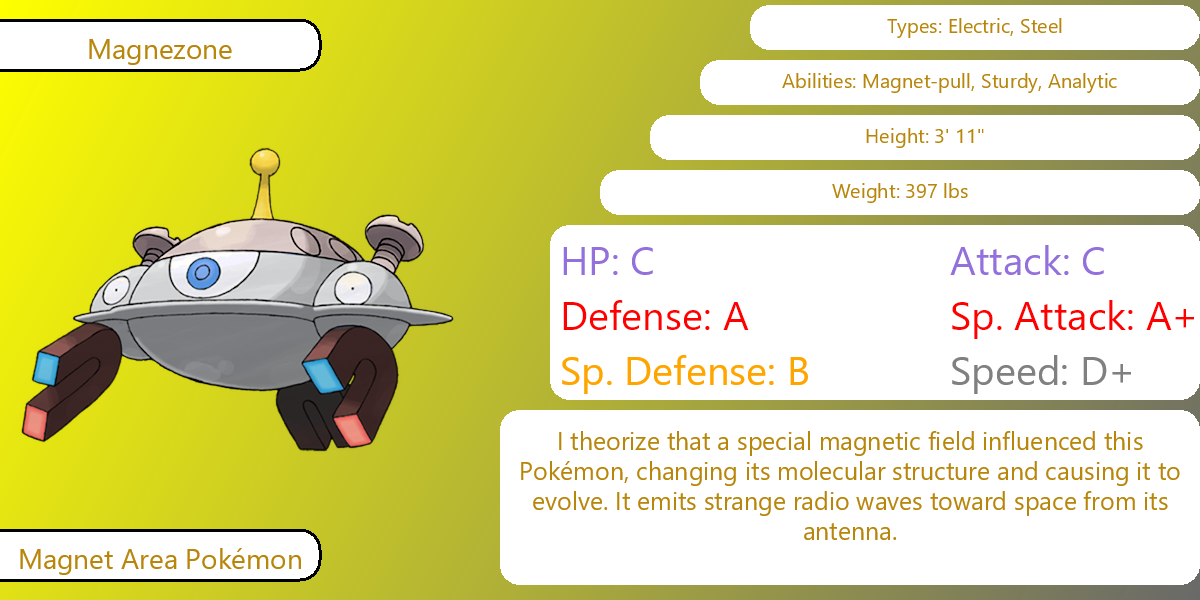 Magnezone
Types: Electric, Steel
Abilities: Magnet-pull, Sturdy, Analytic
Height: 3' 11"
Weight: 397 lbs
HP: C
Attack: C
Defense: A
Sp. Attack: A+
Sp. Defense: B
Speed: D+
I theorize that a special magnetic field influenced this
Pokémon, changing its molecular structure and causing it to
evolve. It emits strange radio waves toward space from its
antenna.
Magnet Area Pokémon